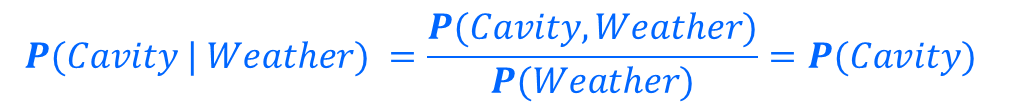 P(Cavity | Weather) = P(Cavity, Weather) / P(Weather) = P(Cavity)